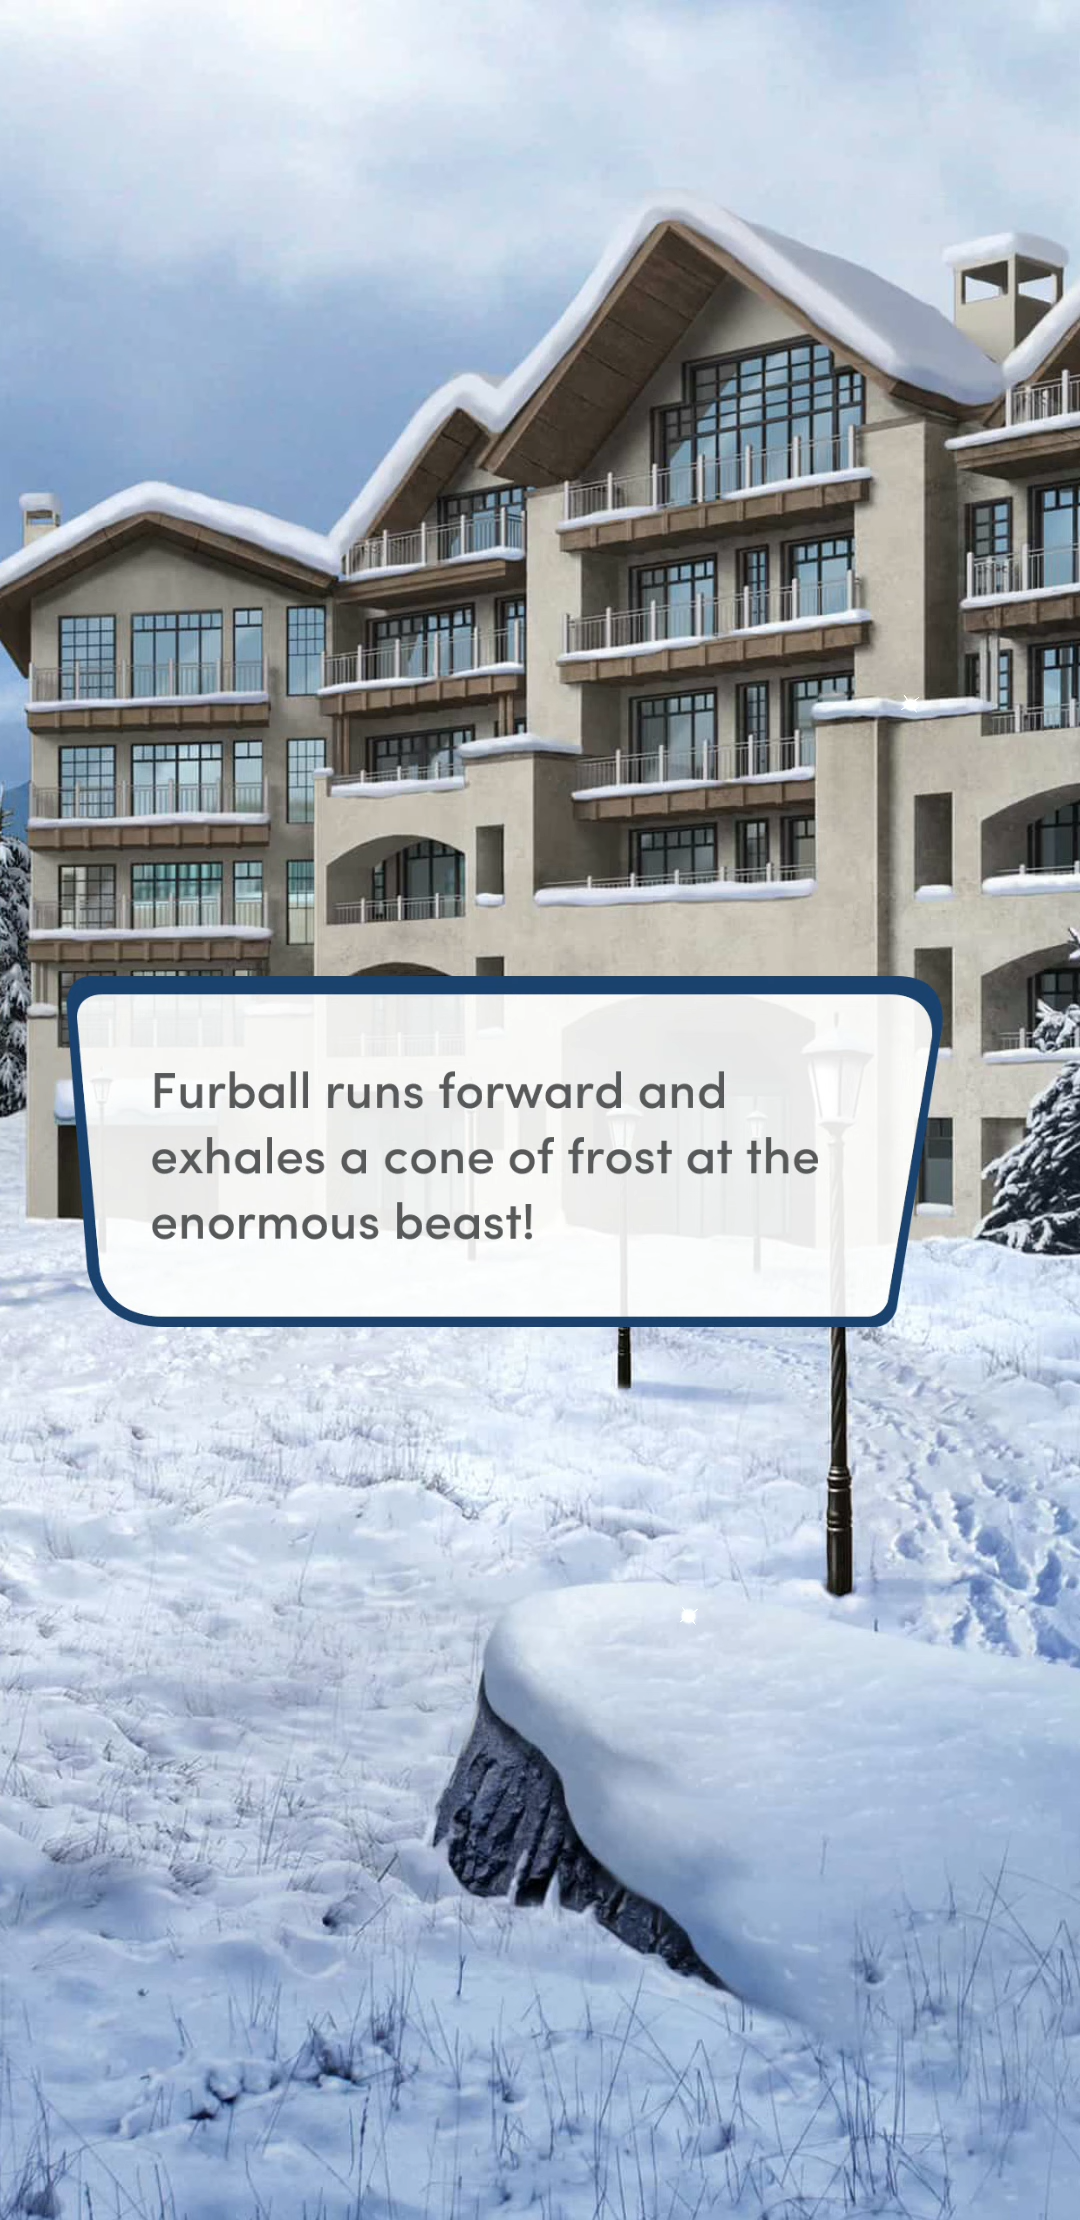 Furball runs forward and
exhales a cone of frost at the
enormous beast!